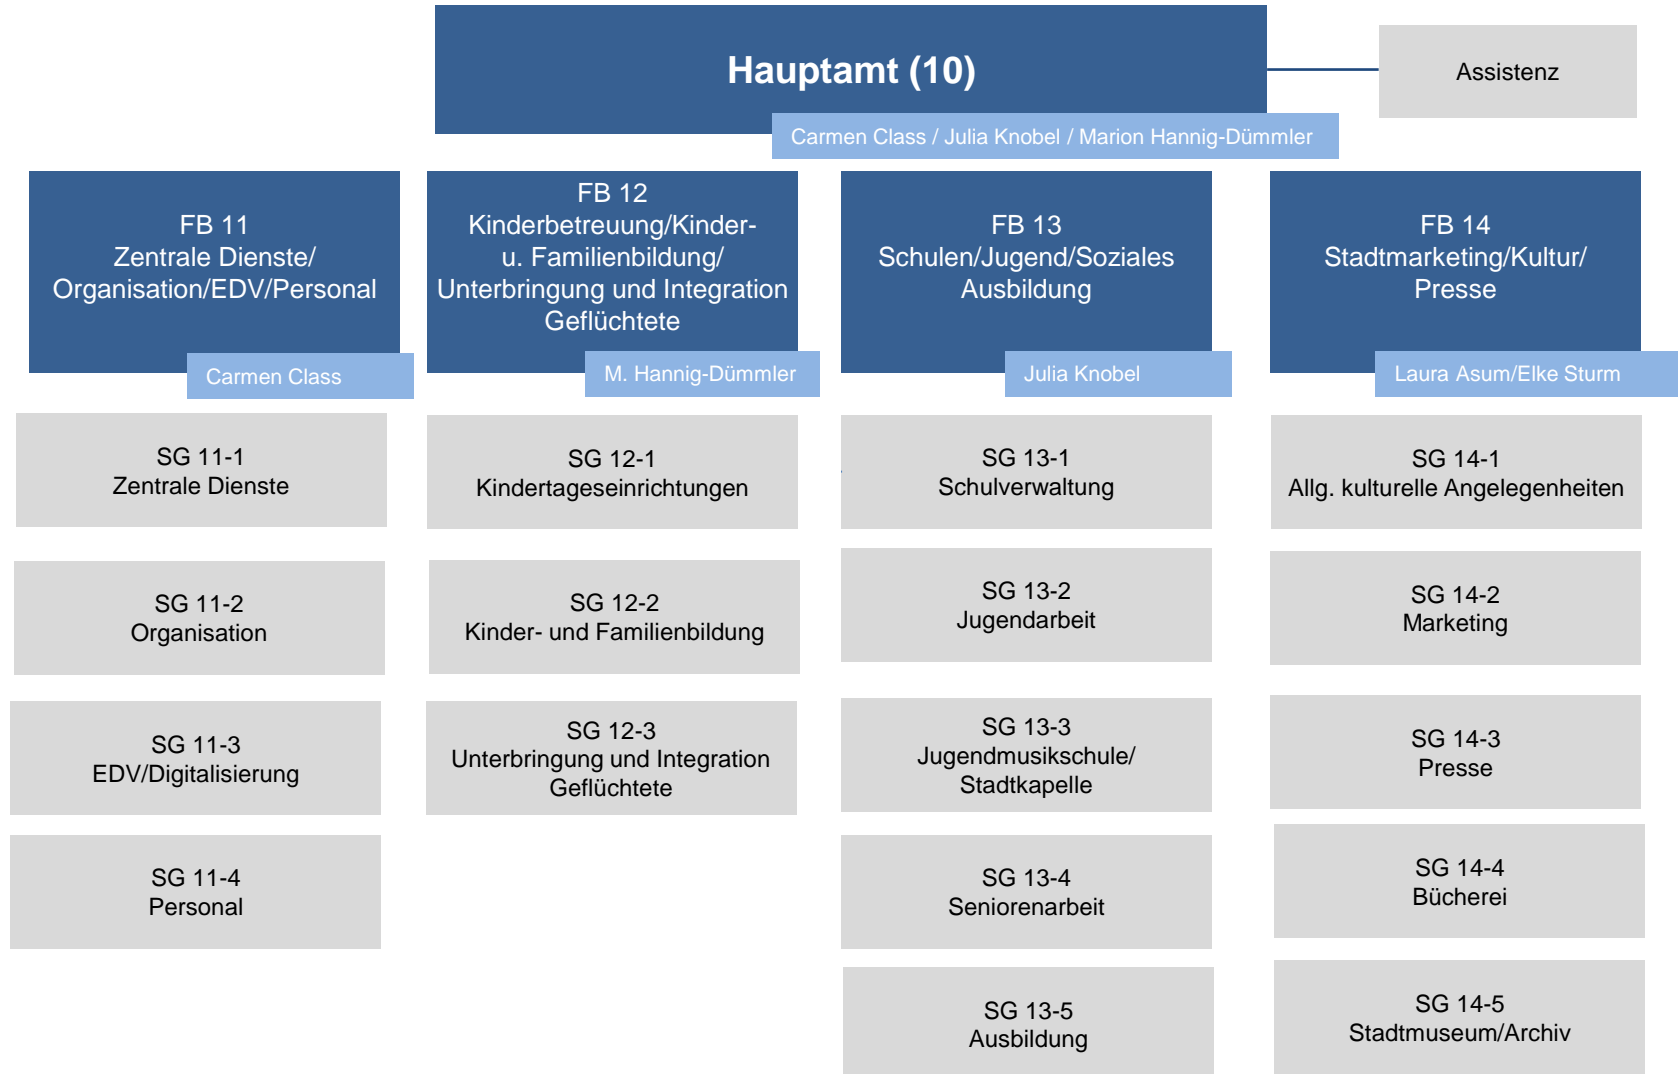 Hauptamt (10)
Assistenz
Carmen Class / Julia Knobel / Marion Hannig-Dümmler
FB 11
Zentrale Dienste/
Organisation/EDV/Personal
Carmen Class
FB 12
Kinderbetreuung/Kinder-
u. Familienbildung/
Unterbringung und Integration
Geflüchtete
M. Hannig-Dümmler
FB 13
Schulen/Jugend/Soziales
Ausbildung
Julia Knobel
FB 14
Stadtmarketing/Kultur/
Presse
Laura Asum/Elke Sturm
SG 11-1
Zentrale Dienste
SG 12-1
Kindertageseinrichtungen
SG 13-1
Schulverwaltung
SG 14-1
Allg. kulturelle Angelegenheiten
SG 11-2
Organisation
SG 12-2
Kinder- und Familienbildung
SG 13-2
Jugendarbeit
SG 14-2
Marketing
SG 11-3
EDV/Digitalisierung
SG 12-3
Unterbringung und Integration
Geflüchtete
SG 13-3
Jugendmusikschule/
Stadtkapelle
SG 14-3
Presse
SG 11-4
Personal
SG 13-4
Seniorenarbeit
SG 14-4
Bücherei
SG 13-5
Ausbildung
SG 14-5
Stadtmuseum/Archiv